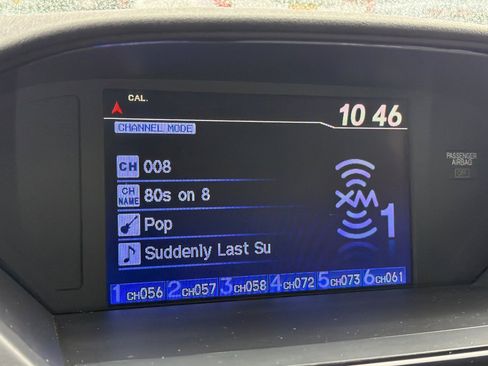 CAL.
10 46
CHANNEL MODE
PASSENGER
AIRBAG
OFF
CH 008
CH NAME 80s on 8
Pop
Suddenly Last Su
XM 1
1 CH056 2 CH057 3 CH058 4 CH072 5 CH073 6 CH061